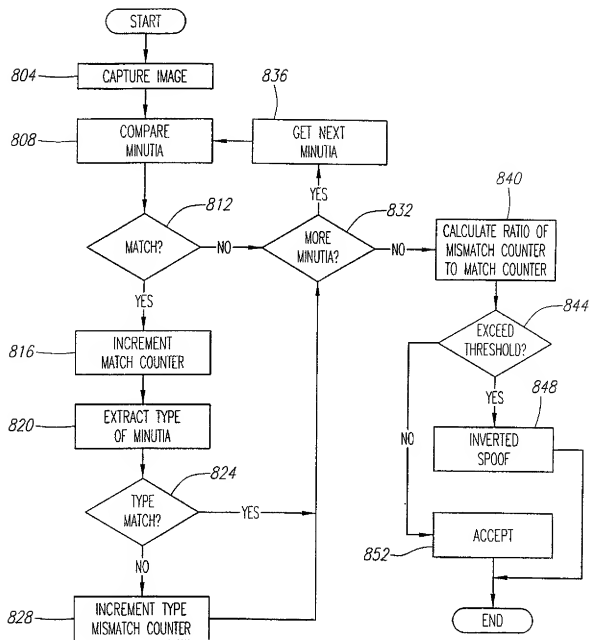 START
804
CAPTURE IMAGE
836
808
COMPARE
MINUTIA
GET NEXT
MINUTIA
YES
812
832
840
MATCH?
NO
MORE
MINUTIA?
NO
CALCULATE RATIO OF
MISMATCH COUNTER
TO MATCH COUNTER
YES
844
816
INCREMENT
MATCH COUNTER
EXCEED
THRESHOLD?
820
EXTRACT TYPE
OF MINUTIA
YES
848
NO
INVERTED
SPOOF
824
TYPE
MATCH?
YES
NO
ACCEPT
852
828
INCREMENT TYPE
MISMATCH COUNTER
END